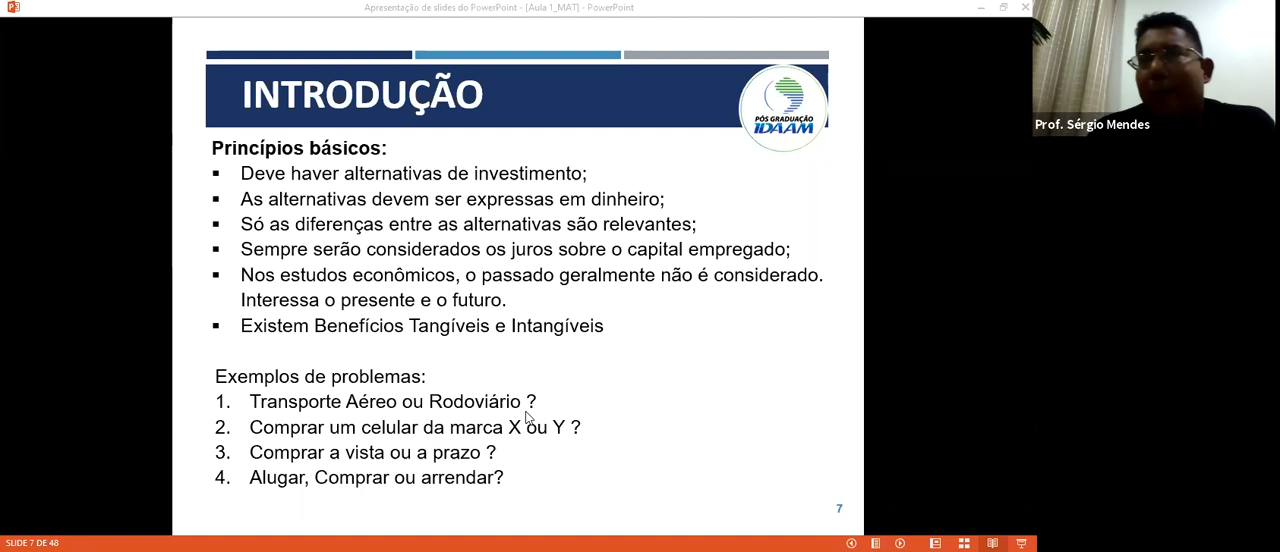 Apresentação de slides do PowerPoint - [Aula 1_MAT] - PowerPoint
INTRODUÇÃO
PÓS GRADUAÇÃO
IDAAM
Prof. Sérgio Mendes
Princípios básicos:
▪ Deve haver alternativas de investimento;
▪ As alternativas devem ser expressas em dinheiro;
▪ Só as diferenças entre as alternativas são relevantes;
▪ Sempre serão considerados os juros sobre o capital empregado;
▪ Nos estudos econômicos, o passado geralmente não é considerado.
Interessa o presente e o futuro.
▪ Existem Benefícios Tangíveis e Intangíveis
Exemplos de problemas:
1. Transporte Aéreo ou Rodoviário ?
2. Comprar um celular da marca X ou Y ?
3. Comprar a vista ou a prazo ?
4. Alugar, Comprar ou arrendar?
7
SLIDE 7 DE 48